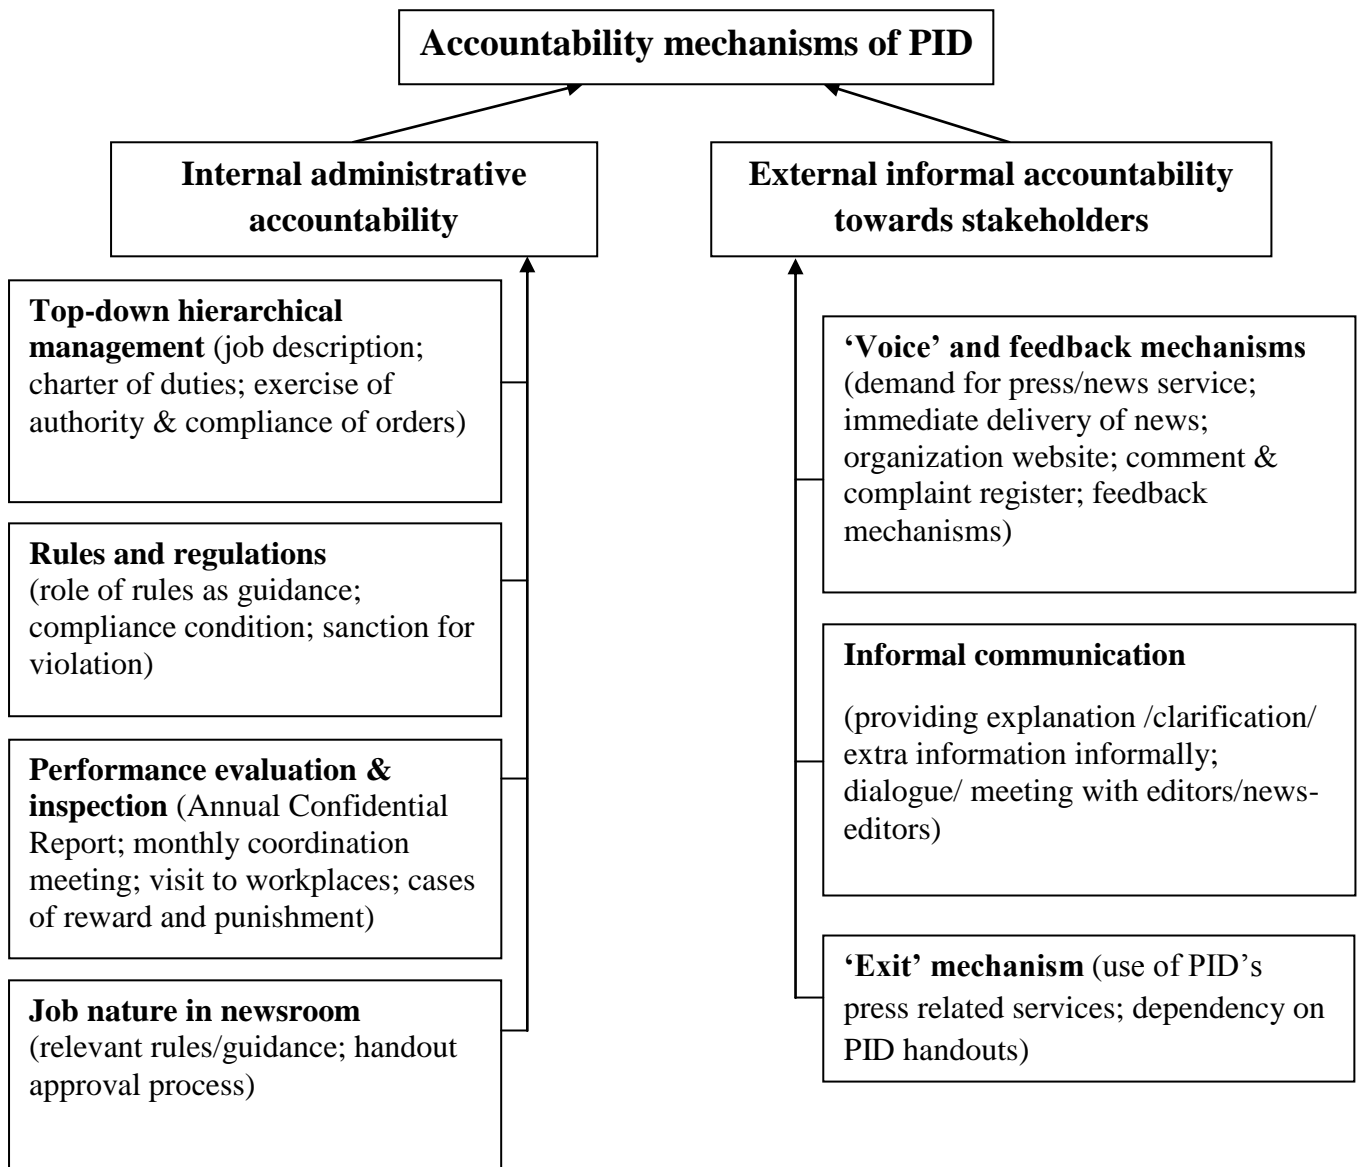 Accountability mechanisms of PID
Internal administrative
accountability
External informal accountability
towards stakeholders
Top-down hierarchical
management (job description;
charter of duties; exercise of
authority & compliance of orders)
Rules and regulations
(role of rules as guidance;
compliance condition; sanction for
violation)
Performance evaluation &
inspection (Annual Confidential
Report; monthly coordination
meeting; visit to workplaces; cases
of reward and punishment)
Job nature in newsroom
(relevant rules/guidance; handout
approval process)
‘Voice’ and feedback mechanisms
(demand for press/news service;
immediate delivery of news;
organization website; comment &
complaint register; feedback
mechanisms)
Informal communication
(providing explanation /clarification/
extra information informally;
dialogue/ meeting with editors/news-
editors)
‘Exit’ mechanism (use of PID’s
press related services; dependency on
PID handouts)